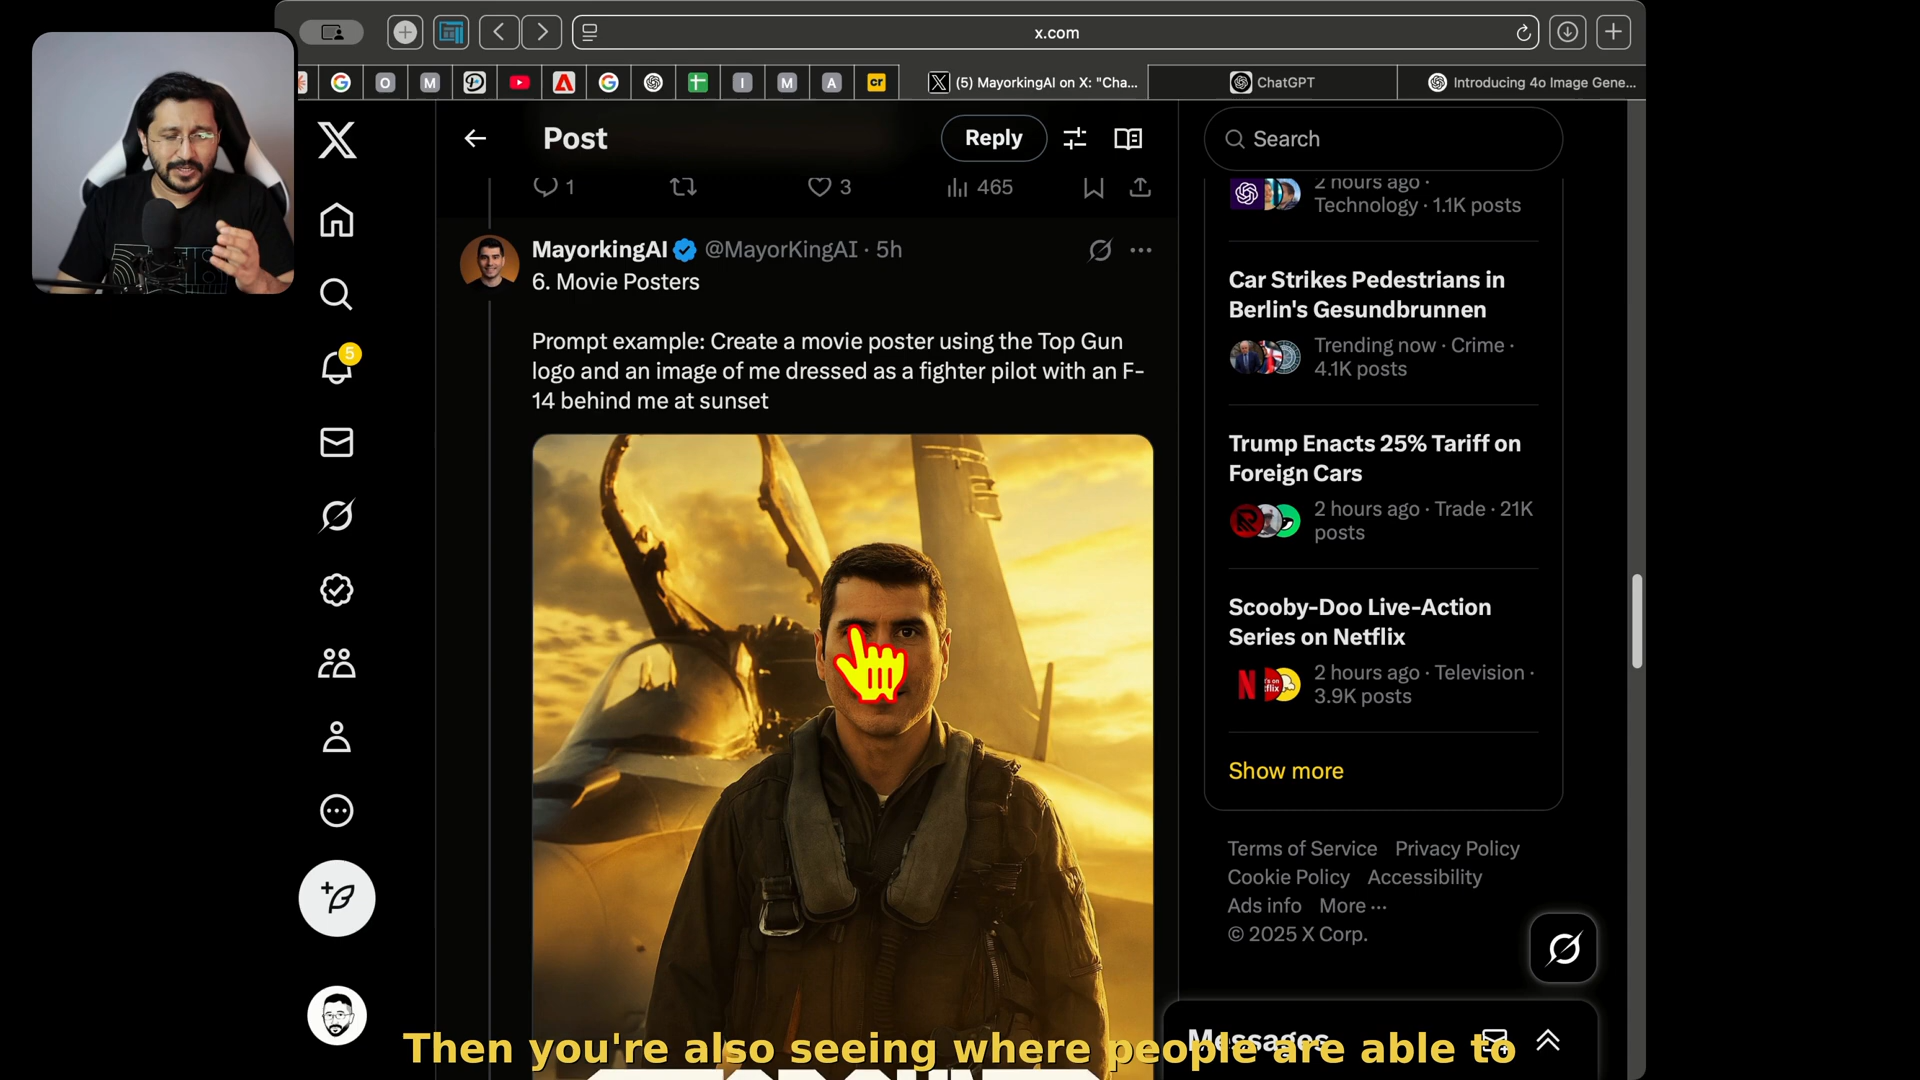 x.com
(5) MayorkingAI on X: "Cha...
ChatGPT
Introducing 4o Image Gene...
O
M
I
M
A
cr
Post
Reply
Search
1
3
465
MayorkingAI @MayorKingAI · 5h
6. Movie Posters
Prompt example: Create a movie poster using the Top Gun
logo and an image of me dressed as a fighter pilot with an F-
14 behind me at sunset
5
2 hours ago ·
Technology · 1.1K posts
Car Strikes Pedestrians in
Berlin's Gesundbrunnen
Trending now · Crime ·
4.1K posts
Trump Enacts 25% Tariff on
Foreign Cars
2 hours ago · Trade · 21K
posts
Scooby-Doo Live-Action
Series on Netflix
2 hours ago · Television ·
3.9K posts
Show more
Terms of Service Privacy Policy
Cookie Policy Accessibility
Ads info More ...
© 2025 X Corp.
Messages
Then you're also seeing where people are able to